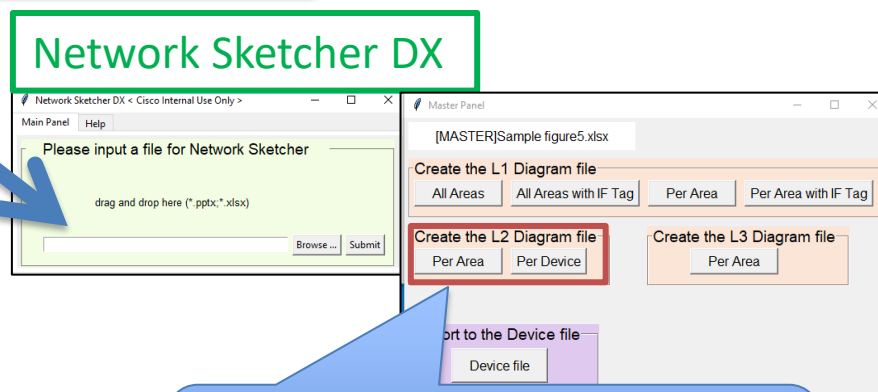 Network Sketcher DX
Network Sketcher DX < Cisco Internal Use Only >
Main Panel Help
Please input a file for Network Sketcher
drag and drop here (*.pptx;*.xlsx)
Browse ... Submit
Master Panel
[MASTER]Sample figure5.xlsx
Create the L1 Diagram file
All Areas All Areas with IF Tag Per Area Per Area with IF Tag
Create the L2 Diagram file Create the L3 Diagram file
Per Area Per Device Per Area
to the Device file
Device file